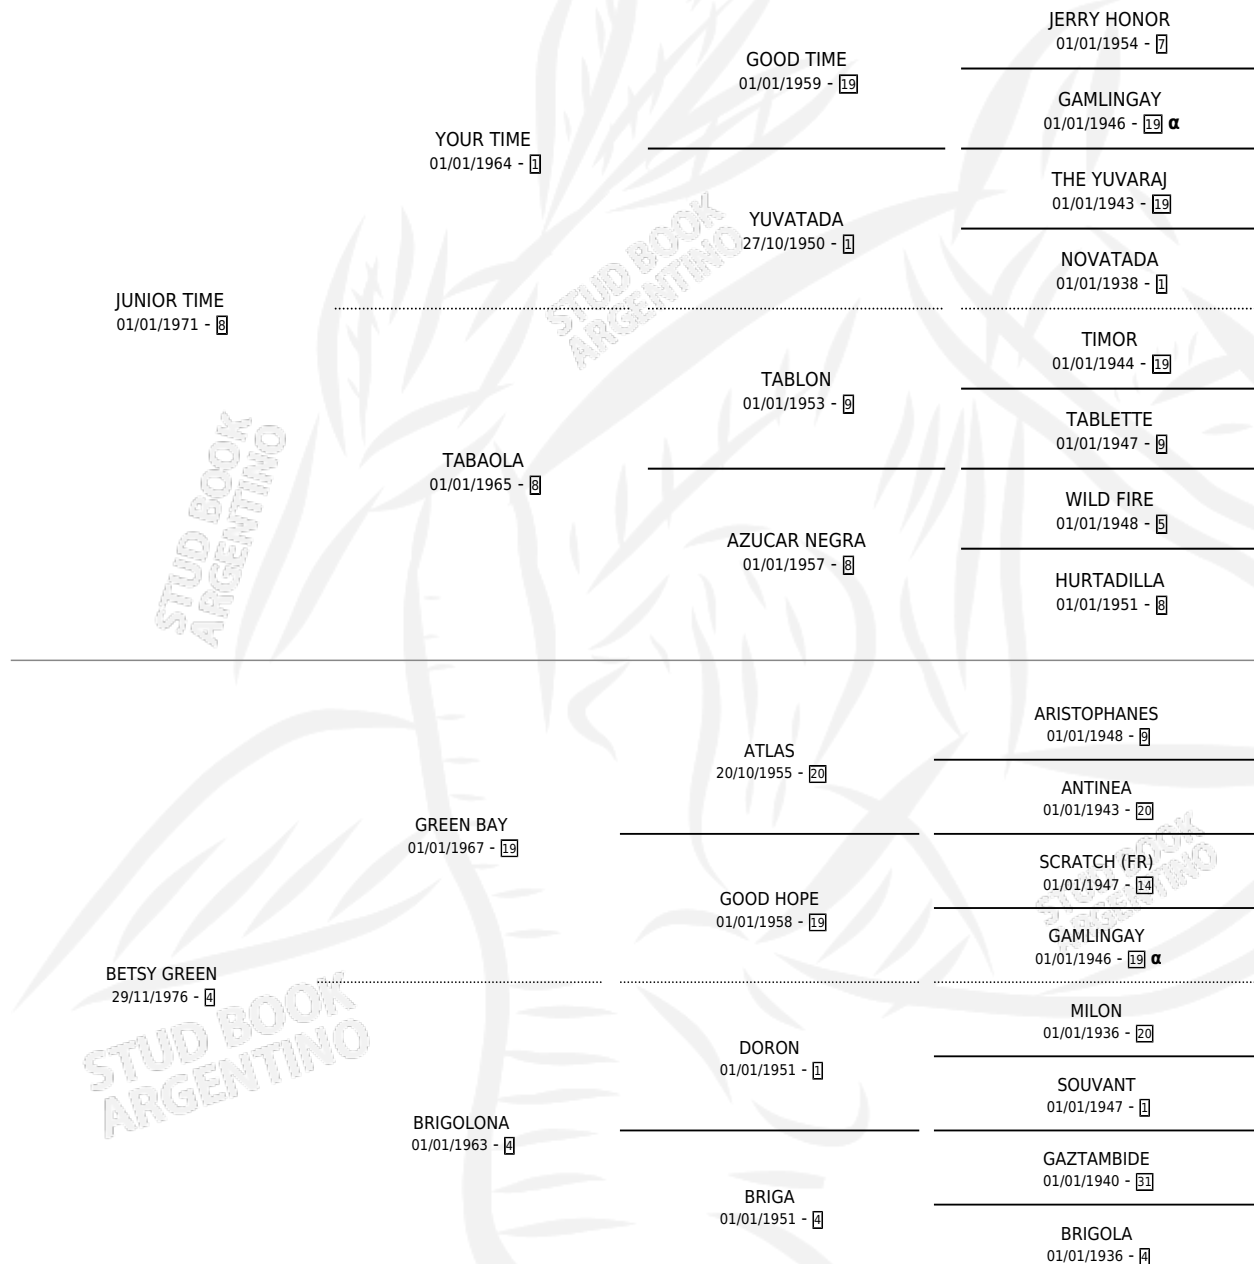 JERRY HONOR
01/01/1954 - 7
GOOD TIME
01/01/1959 - 19
GAMLINGAY
01/01/1946 - 19 α
YOUR TIME
01/01/1964 - 1
THE YUVARAJ
01/01/1943 - 19
YUVATADA
27/10/1950 - 1
NOVATADA
01/01/1938 - 1
JUNIOR TIME
01/01/1971 - 8
STUD BOOK
ARGENTINO
TIMOR
01/01/1944 - 19
TABLON
01/01/1953 - 9
TABLETTE
01/01/1947 - 9
TABAOLA
01/01/1965 - 8
WILD FIRE
01/01/1948 - 5
AZUCAR NEGRA
01/01/1957 - 8
HURTADILLA
01/01/1951 - 8
STUD BOOK
ARGENTINO
ARISTOPHANES
01/01/1948 - 9
ATLAS
20/10/1955 - 20
ANTINEA
01/01/1943 - 20
GREEN BAY
01/01/1967 - 19
SCRATCH (FR)
01/01/1947 - 14
GOOD HOPE
01/01/1958 - 19
STUD BOOK
ARGENTINO
GAMLINGAY
01/01/1946 - 19 α
BETSY GREEN
29/11/1976 - 4
STUD BOOK
ARGENTINO
MILON
01/01/1936 - 20
DORON
01/01/1951 - 1
SOUVANT
01/01/1947 - 1
BRIGOLONA
01/01/1963 - 4
GAZTAMBIDE
01/01/1940 - 31
BRIGA
01/01/1951 - 4
BRIGOLA
01/01/1936 - 4